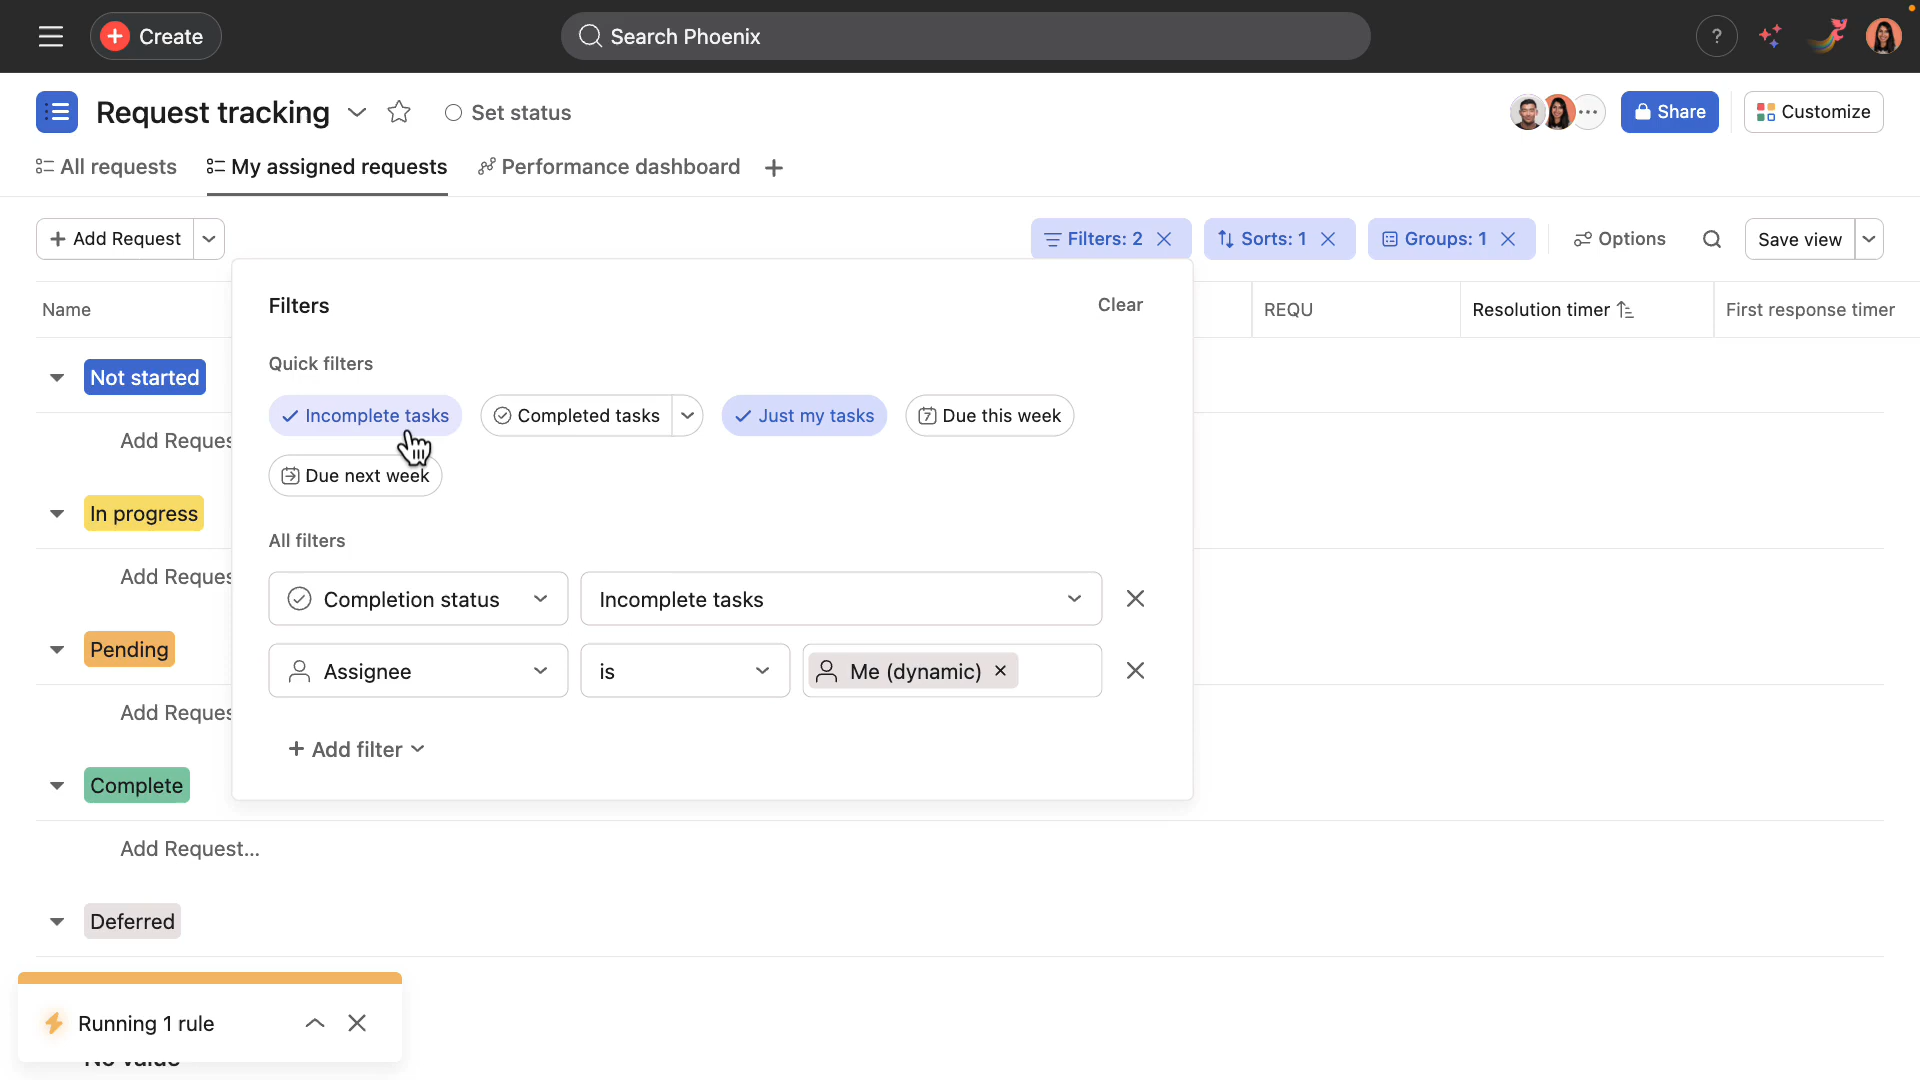 Create
Search Phoenix
?
Request tracking
Set status
Share
Customize
All requests
My assigned requests
Performance dashboard
Add Request
Filters: 2
Sorts: 1
Groups: 1
Options
Save view
Name
REQU
Resolution timer
First response timer
Filters
Clear
Quick filters
Incomplete tasks
Completed tasks
Just my tasks
7 Due this week
Due next week
All filters
Completion status
Incomplete tasks
Assignee
is
Me (dynamic)
Add filter
Not started
Add Reques
In progress
Add Reques
Pending
Add Reques
Complete
Add Request...
Deferred
Running 1 rule
No value